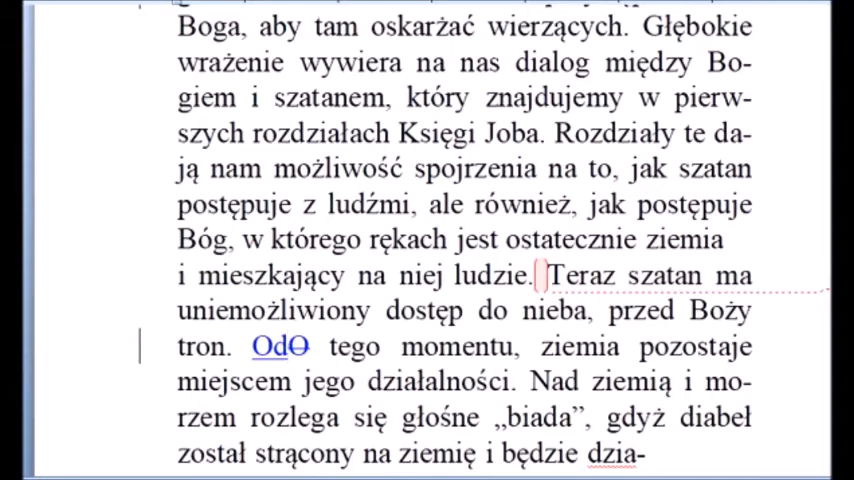 Boga, aby tam oskarżać wierzących. Głębokie
wrażenie wywiera na nas dialog między Bo-
giem i szatanem, który znajdujemy w pierw-
szych rozdziałach Księgi Joba. Rozdziały te da-
ją nam możliwość spojrzenia na to, jak szatan
postępuje z ludźmi, ale również, jak postępuje
Bóg, w którego rękach jest ostatecznie ziemia
i mieszkający na niej ludzie. Teraz szatan ma
uniemożliwiony dostęp do nieba, przed Boży
tron. OdO tego momentu, ziemia pozostaje
miejscem jego działalności. Nad ziemią i mo-
rzem rozlega się głośne „biada”, gdyż diabeł
został strącony na ziemię i będzie dzia-